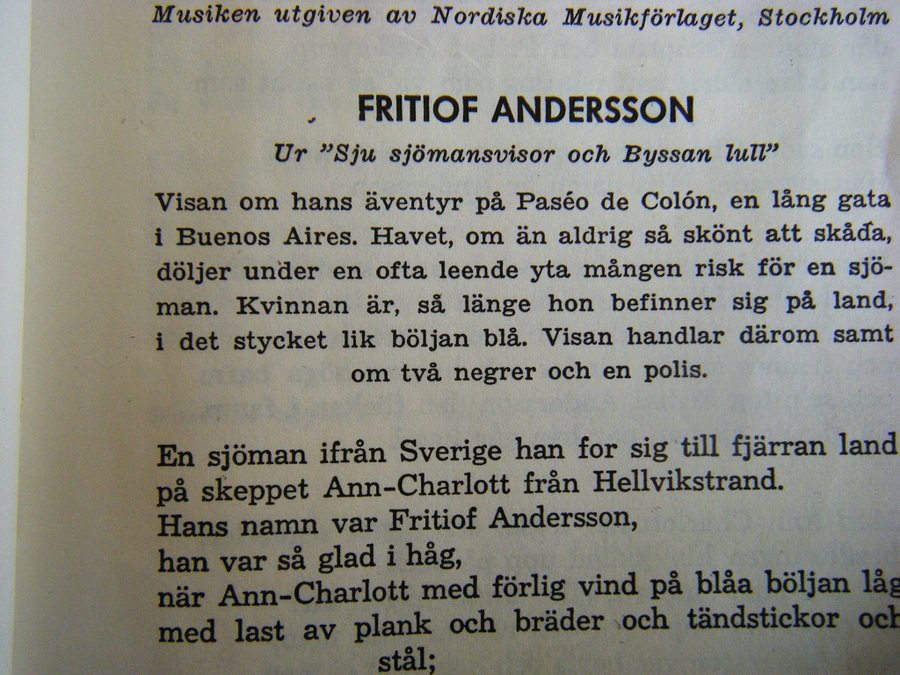 Musiken utgiven av Nordiska Musikförlaget, Stockholm
FRITIOF ANDERSSON
Ur ”Sju sjömansvisor och Byssan lull”
Visan om hans äventyr på Paséo de Colón, en lång gata
i Buenos Aires. Havet, om än aldrig så skönt att skåda,
döljer under en ofta leende yta mången risk för en sjö-
man. Kvinnan är, så länge hon befinner sig på land,
i det stycket lik böljan blå. Visan handlar därom samt
om två negrer och en polis.
En sjöman ifrån Sverige han for sig till fjärran land
på skeppet Ann-Charlott från Hellvikstrand.
Hans namn var Fritiof Andersson,
han var så glad i håg,
när Ann-Charlott med förlig vind på blåa böljan låg
med last av plank och bräder och tändstickor och
stål;